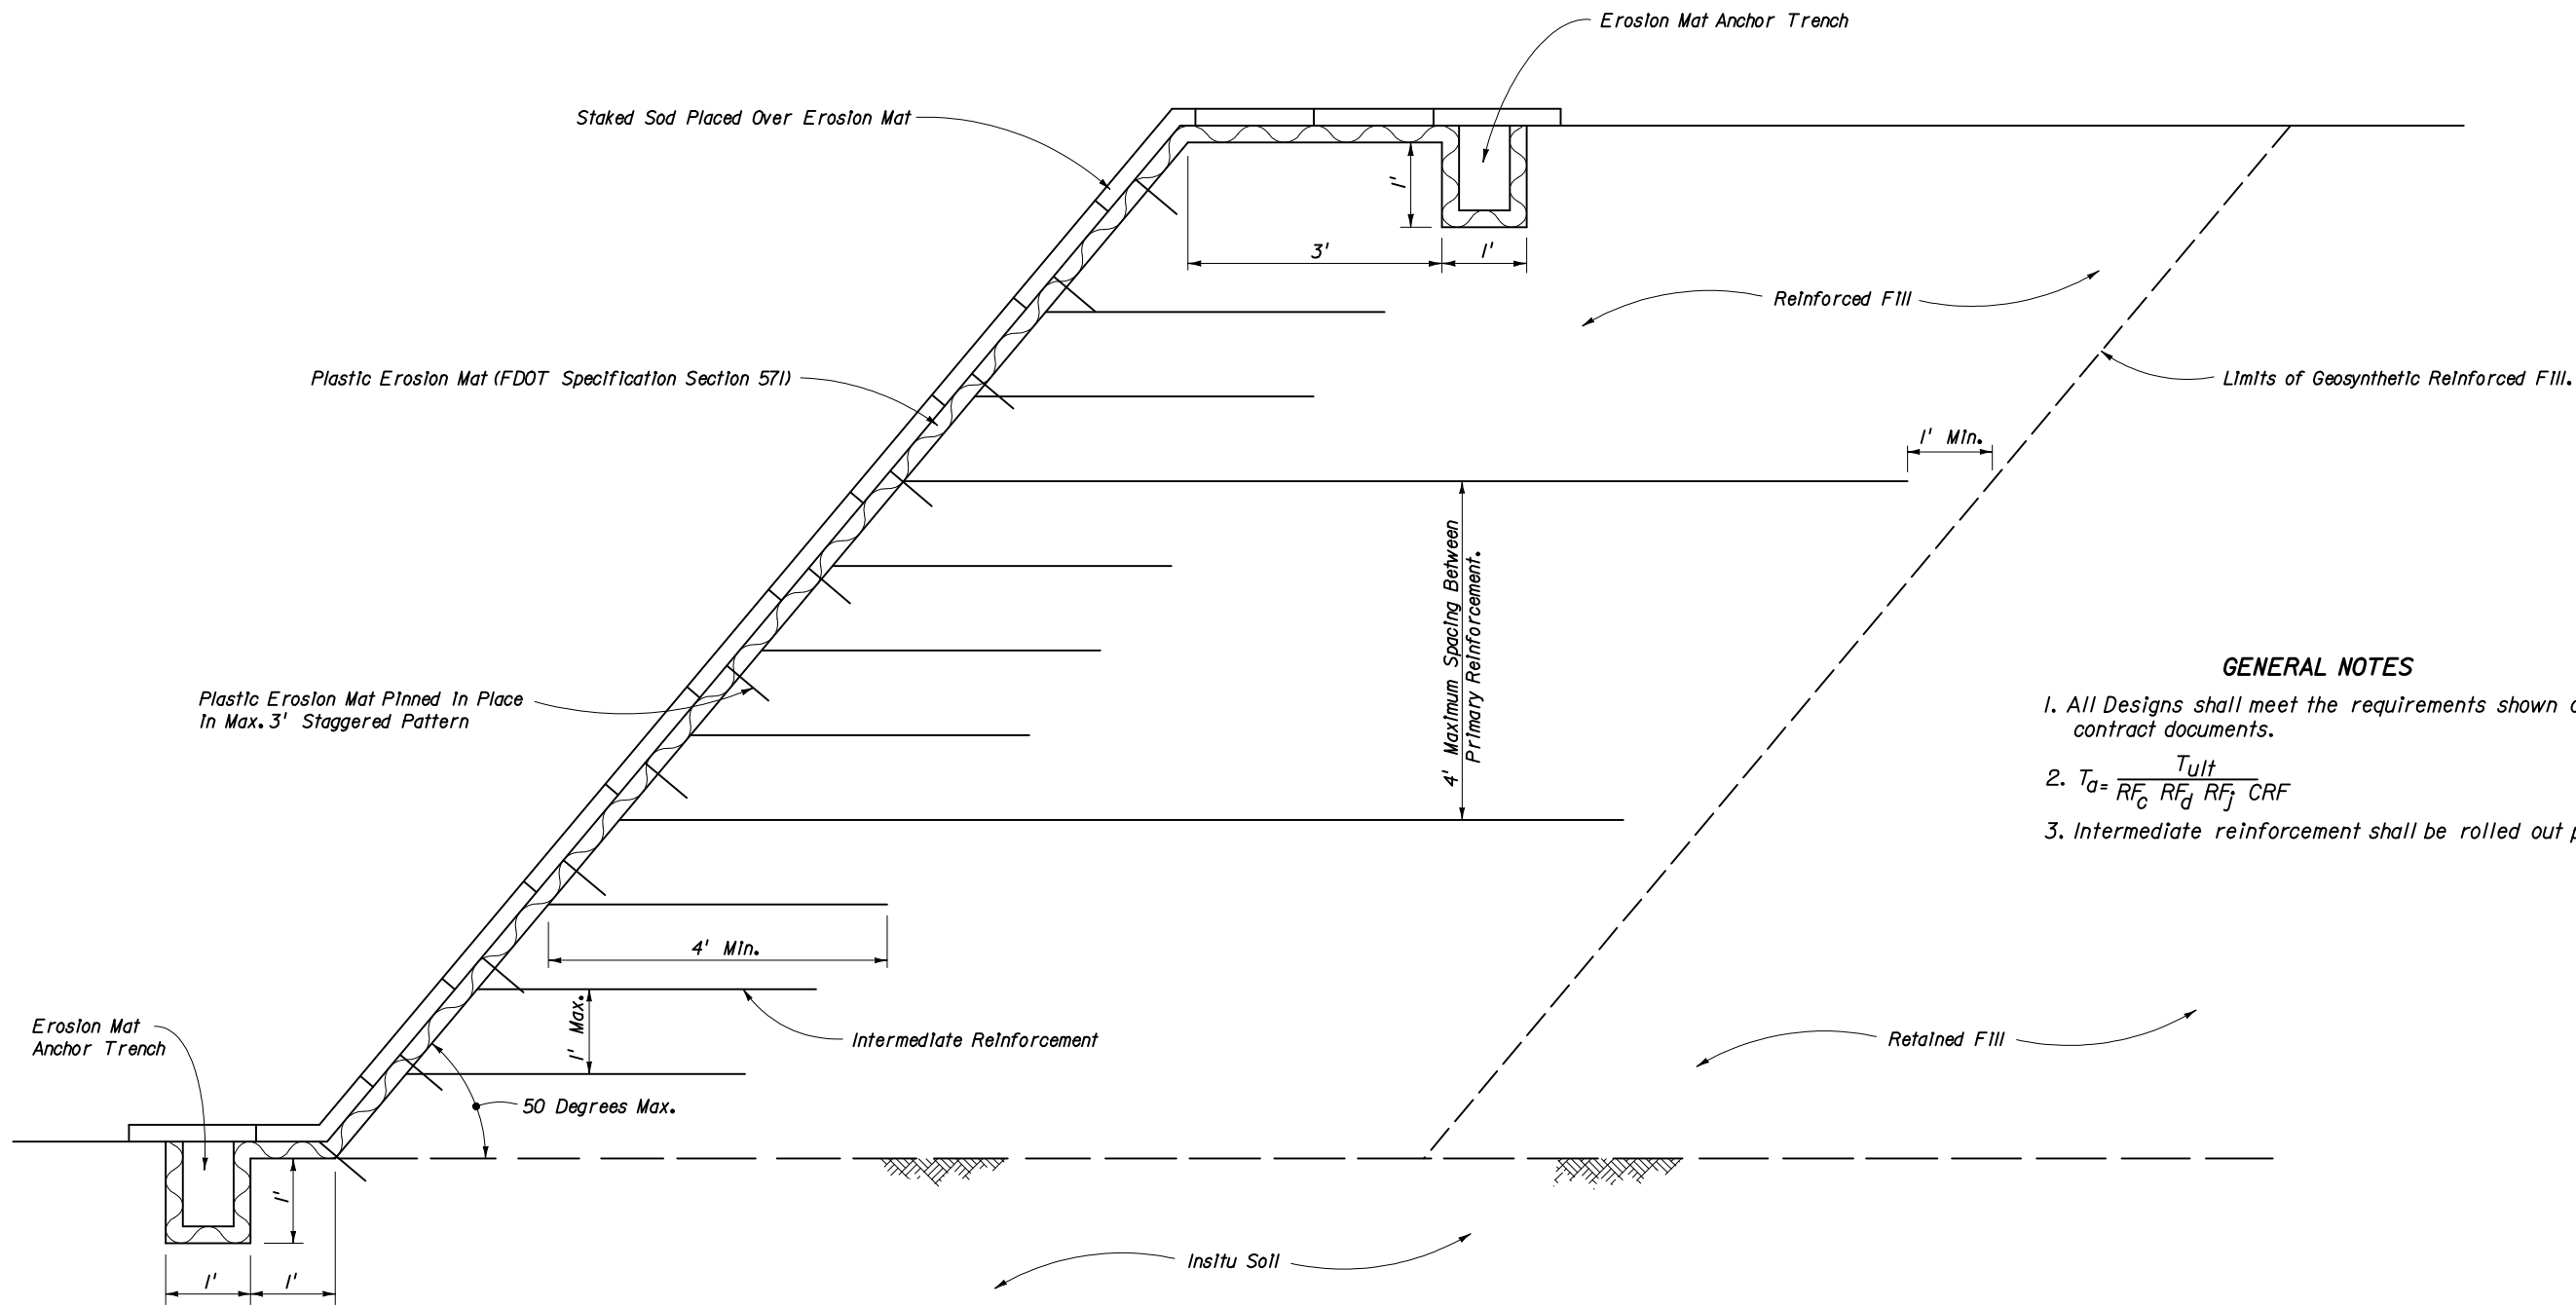 Erosion Mat Anchor Trench
Staked Sod Placed Over Erosion Mat
1'
3'
1'
Reinforced Fill
Plastic Erosion Mat (FDOT Specification Section 571)
Limits of Geosynthetic Reinforced Fill.
1' Min.
4' Maximum Spacing Between
Primary Reinforcement.
GENERAL NOTES
Plastic Erosion Mat Pinned in Place
in Max. 3' Staggered Pattern
1. All Designs shall meet the requirements shown
contract documents.
2. Ta = Tult
RFc RFd RFj CRF
3. Intermediate reinforcement shall be rolled out
4' Min.
1' Max.
Erosion Mat
Anchor Trench
Intermediate Reinforcement
Retained Fill
50 Degrees Max.
1'
Insitu Soil
1'
1'